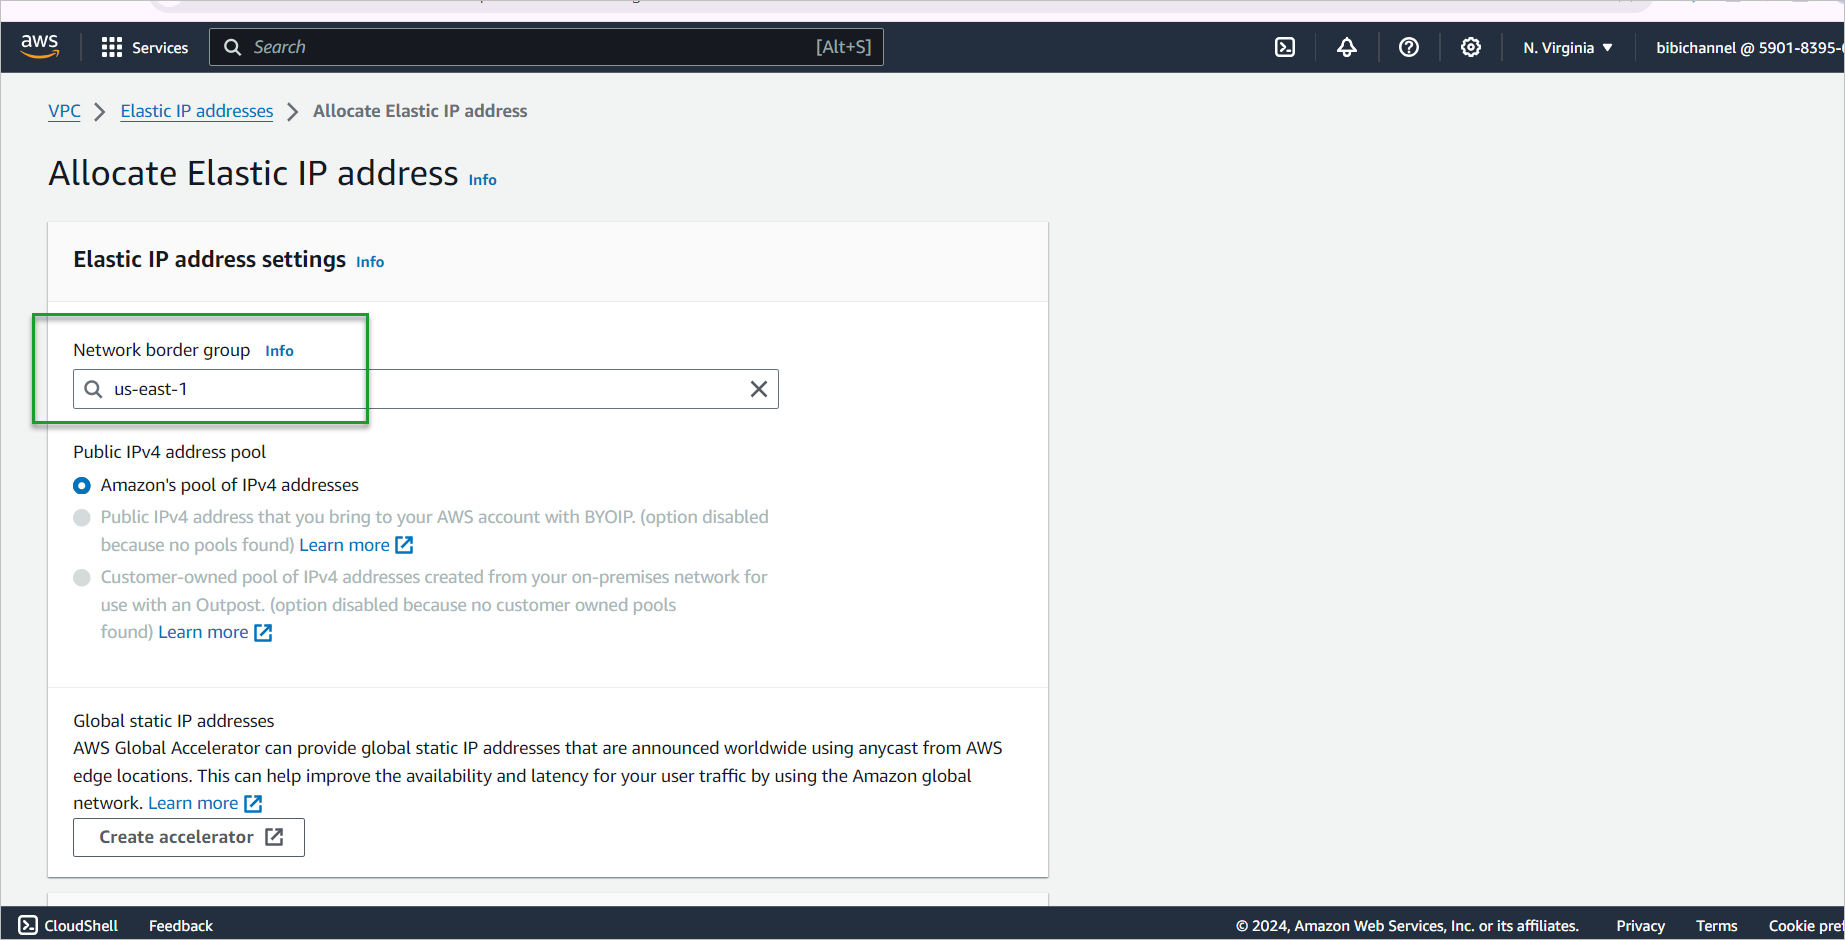 aws
Services
Search
[Alt+S]
N. Virginia
bibichannel @ 5901-8395-
VPC
Elastic IP addresses
Allocate Elastic IP address
Allocate Elastic IP address Info
Elastic IP address settings Info
Network border group Info
us-east-1
Public IPv4 address pool
Amazon's pool of IPv4 addresses
Public IPv4 address that you bring to your AWS account with BYOIP. (option disabled
because no pools found) Learn more
Customer-owned pool of IPv4 addresses created from your on-premises network for
use with an Outpost. (option disabled because no customer owned pools
found) Learn more
Global static IP addresses
AWS Global Accelerator can provide global static IP addresses that are announced worldwide using anycast from AWS
edge locations. This can help improve the availability and latency for your user traffic by using the Amazon global
network. Learn more
Create accelerator
CloudShell
Feedback
© 2024, Amazon Web Services, Inc. or its affiliates.
Privacy
Terms
Cookie pre